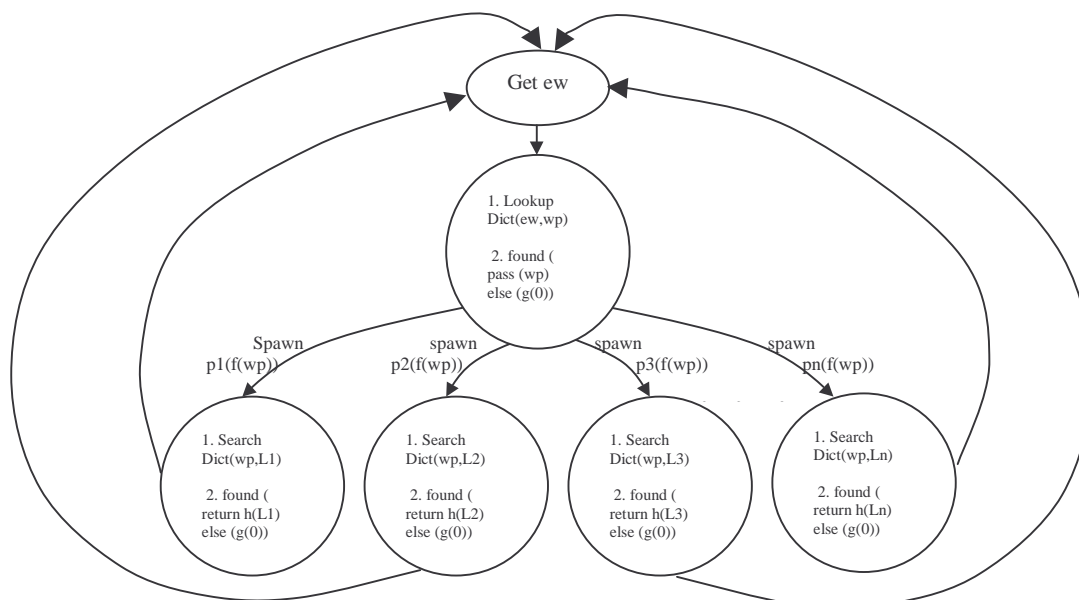 Get ew
1. Lookup
Dict(ew,wp)
2. found (
pass (wp)
else (g(0))
Spawn
p1(f(wp))
spawn
p2(f(wp))
spawn
p3(f(wp))
spawn
pn(f(wp))
1. Search
Dict(wp,L1)
2. found (
return h(L1)
else (g(0))
1. Search
Dict(wp,L2)
2. found (
return h(L2)
else (g(0))
1. Search
Dict(wp,L3)
2. found (
return h(L3)
else (g(0))
1. Search
Dict(wp,Ln)
2. found (
return h(Ln)
else (g(0))